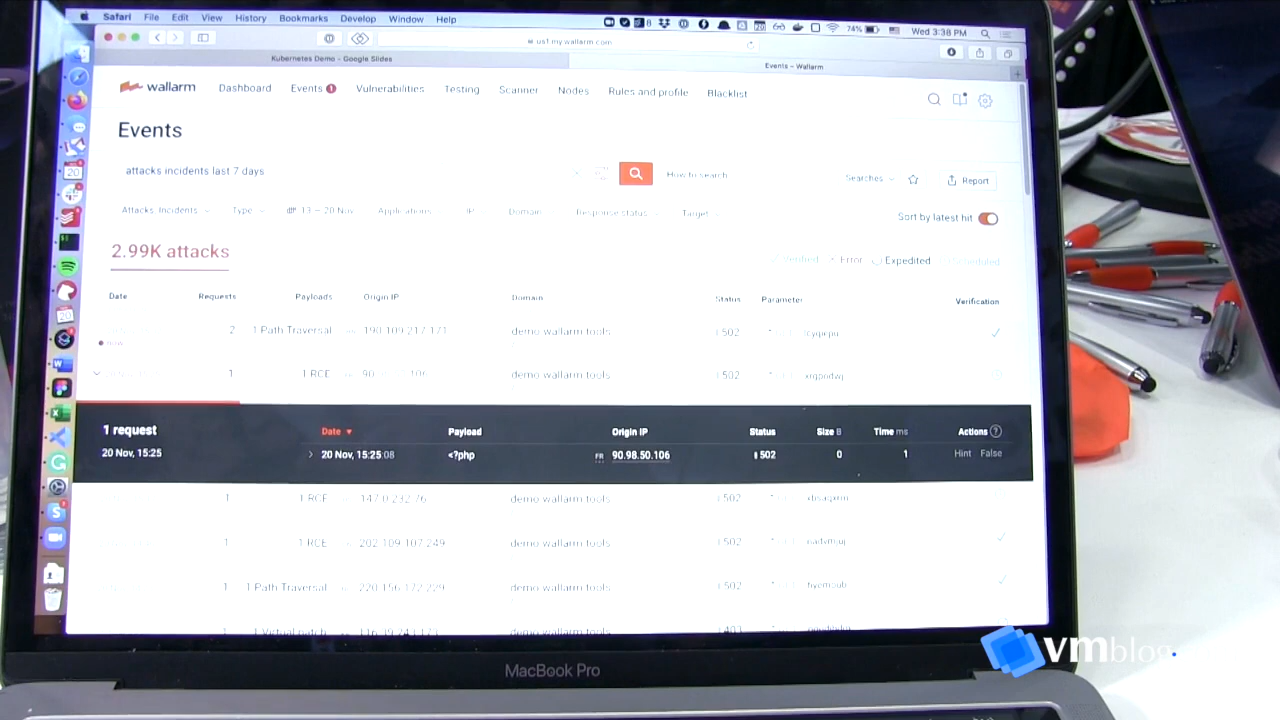 Safari File Edit View History Bookmarks Develop Window Help 8 20 74% Wed 3:38 PM
us1.my.wallarm.com
Kubernetes Demo – Google Slides Events – Wallarm
wallarm Dashboard Events 1 Vulnerabilities Testing Scanner Nodes Rules and profile Blacklist
Events
attacks incidents last 7 days How to search Searches Report
Attacks Incidents Type 13 – 20 Nov Applications IP Domain Response status Target Sort by latest hit
2.99K attacks Verified Error Expedited Scheduled
Date Requests Payloads Origin IP Domain Status Parameter Verification
2 1 Path Traversal 190.109.217.171 demo wallarm tools 502
now
1 1 RCE demo wallarm tools 502
1 request Date Payload Origin IP Status Size B Time ms Actions ?
20 Nov, 15:25 20 Nov, 15:25:08 <?php FR 90.98.50.106 502 0 1 Hint False
1 1 RCE 147.0.232.76 demo wallarm tools 502
1 1 RCE 202.109.107.249 demo wallarm tools 502
1 1 Path Traversal 220.156.172.229 demo wallarm tools 502
1 1 Virtual patch demo wallarm tools 403
MacBook Pro
vmblog